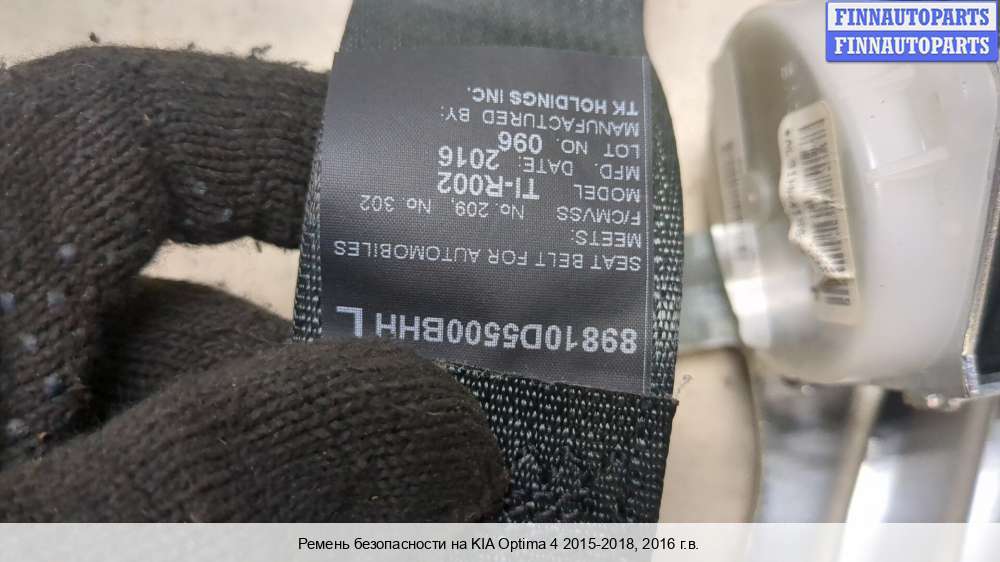 FINNAUTOPARTS
FINNAUTOPARTS
89810D5500BHH L
SEAT BELT FOR AUTOMOBILES
MEETS:
F/CMVSS No. 209, No. 302
MODEL TI-R002
MFD. DATE: 2016
LOT NO. 096
MANUFACTURED BY:
TK HOLDINGS INC.
Ремень безопасности на KIA Optima 4 2015-2018, 2016 г.в.